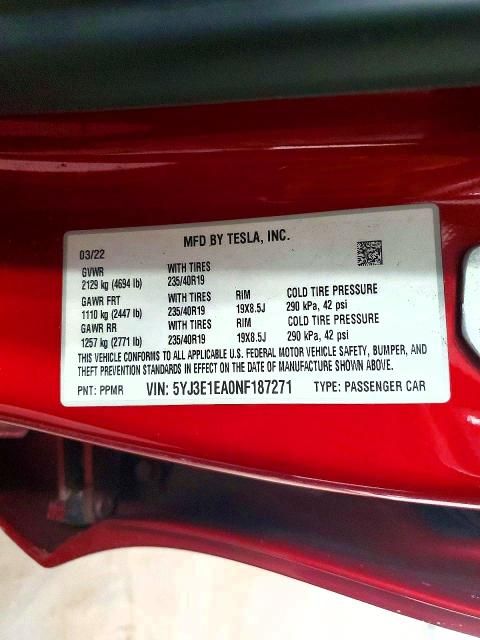 MFD BY TESLA, INC.
03/22
GVWR WITH TIRES
2129 kg (4694 lb) 235/40R19
GAWR FRT WITH TIRES RIM COLD TIRE PRESSURE
1110 kg (2447 lb) 235/40R19 19X8.5J 290 kPa, 42 psi
GAWR RR WITH TIRES RIM COLD TIRE PRESSURE
1257 kg (2771 lb) 235/40R19 19X8.5J 290 kPa, 42 psi
THIS VEHICLE CONFORMS TO ALL APPLICABLE U.S. FEDERAL MOTOR VEHICLE SAFETY, BUMPER, AND
THEFT PREVENTION STANDARDS IN EFFECT ON THE DATE OF MANUFACTURE SHOWN ABOVE.
PNT: PPMR VIN: 5YJ3E1EA0NF187271 TYPE: PASSENGER CAR